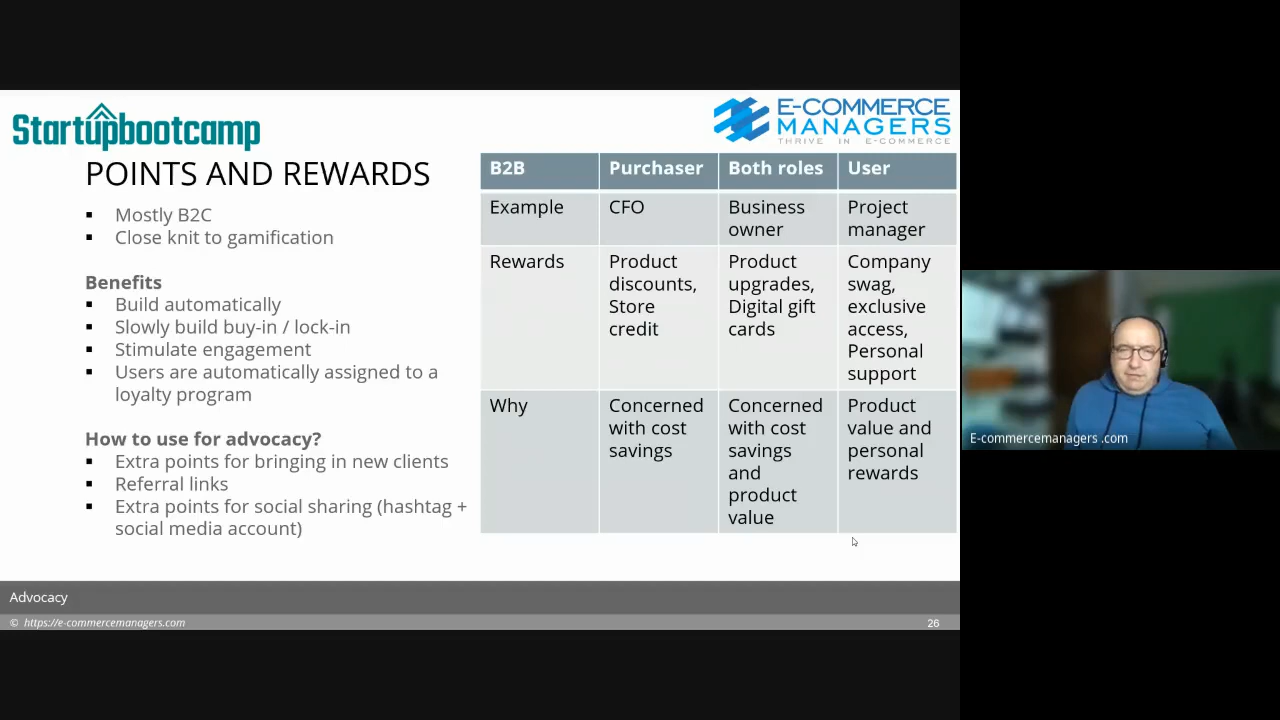 Startupbootcamp
E-COMMERCE
MANAGERS
THRIVE IN E-COMMERCE
POINTS AND REWARDS
▪ Mostly B2C
▪ Close knit to gamification
Benefits
▪ Build automatically
▪ Slowly build buy-in / lock-in
▪ Stimulate engagement
▪ Users are automatically assigned to a
loyalty program
How to use for advocacy?
▪ Extra points for bringing in new clients
▪ Referral links
▪ Extra points for social sharing (hashtag +
social media account)
B2B Purchaser Both roles User
Example CFO Business Project
owner manager
Rewards Product Product Company
discounts, upgrades, swag,
Store Digital gift exclusive
credit cards access,
Personal
support
Why Concerned Concerned Product
with cost with cost value and
savings savings personal
and rewards
product
value
Advocacy
© https://e-commercemanagers.com
26
E-commercemanagers .com